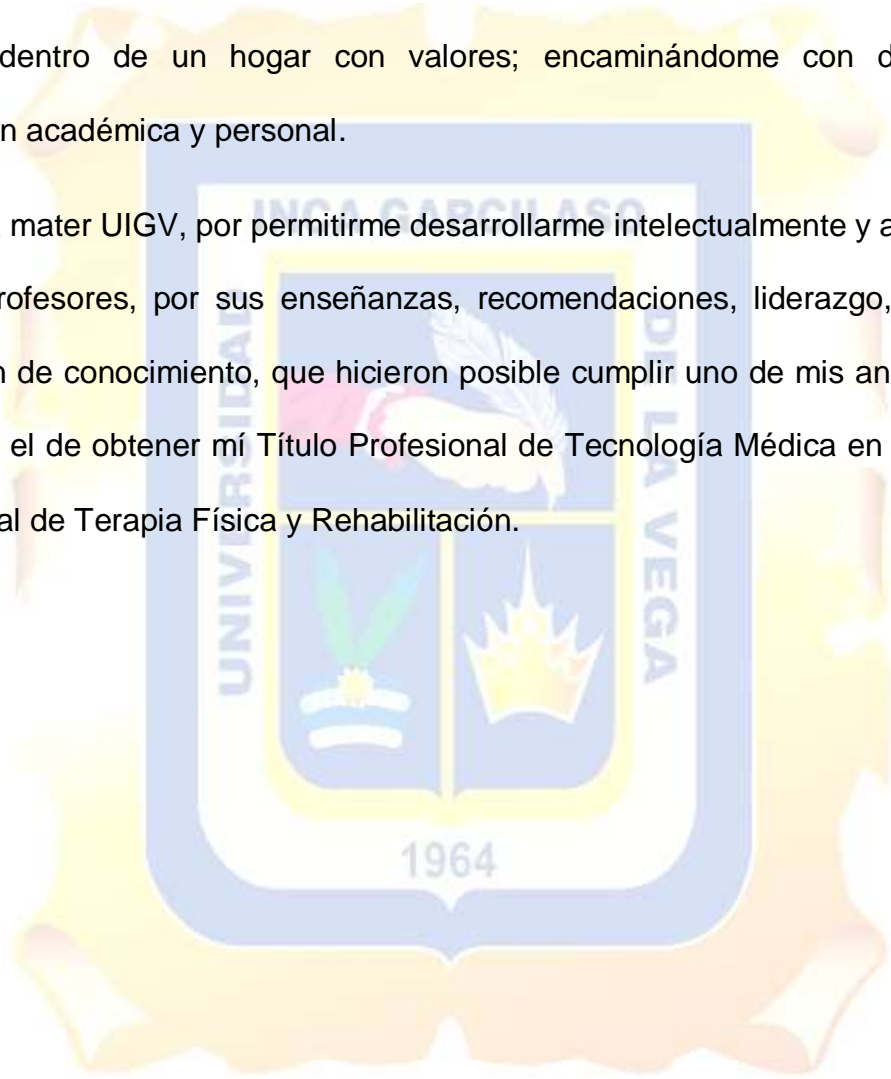 dentro de un hogar con valores; encaminándome con d
n académica y personal.
mater UIGV, por permitirme desarrollarme intelectualmente y a
rofesores, por sus enseñanzas, recomendaciones, liderazgo,
n de conocimiento, que hicieron posible cumplir uno de mis an
el de obtener mí Título Profesional de Tecnología Médica en
al de Terapia Física y Rehabilitación.
UNIVERSIDAD
INCA GARCILASO
DE LA VEGA
1964